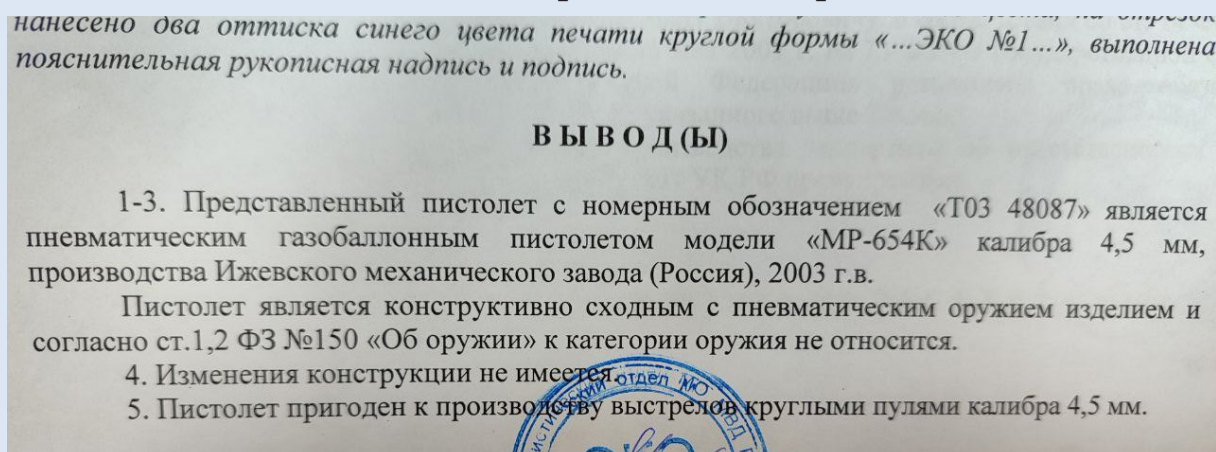 нанесено два оттиска синего цвета печати круглой формы «...ЭКО №1...», выполнена
пояснительная рукописная надпись и подпись.
В Ы В О Д (Ы)
1-3. Представленный пистолет с номерным обозначением «Т03 48087» является
пневматическим газобаллонным пистолетом модели «МР-654К» калибра 4,5 мм,
производства Ижевского механического завода (Россия), 2003 г.в.
Пистолет является конструктивно сходным с пневматическим оружием изделием и
согласно ст.1,2 ФЗ №150 «Об оружии» к категории оружия не относится.
4. Изменения конструкции не имеется.
5. Пистолет пригоден к производству выстрелов круглыми пулями калибра 4,5 мм.
отдел
МВД